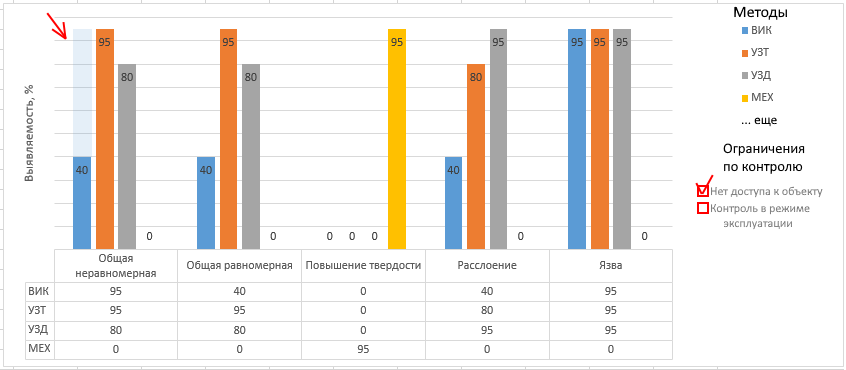 Методы
ВИК
УЗТ
УЗД
МЕХ
... еще
Ограничения
по контролю
Нет доступа к объекту
Контроль в режиме
эксплуатации
Выявляемость, %
40 95 80 0
40 95 80 0
0 0 0 95
40 80 95 0
95 95 95 0
Общая неравномерная Общая равномерная Повышение твердости Расслоение Язва
ВИК 95 40 0 40 95
УЗТ 95 95 0 80 95
УЗД 80 80 0 95 95
МЕХ 0 0 95 0 0